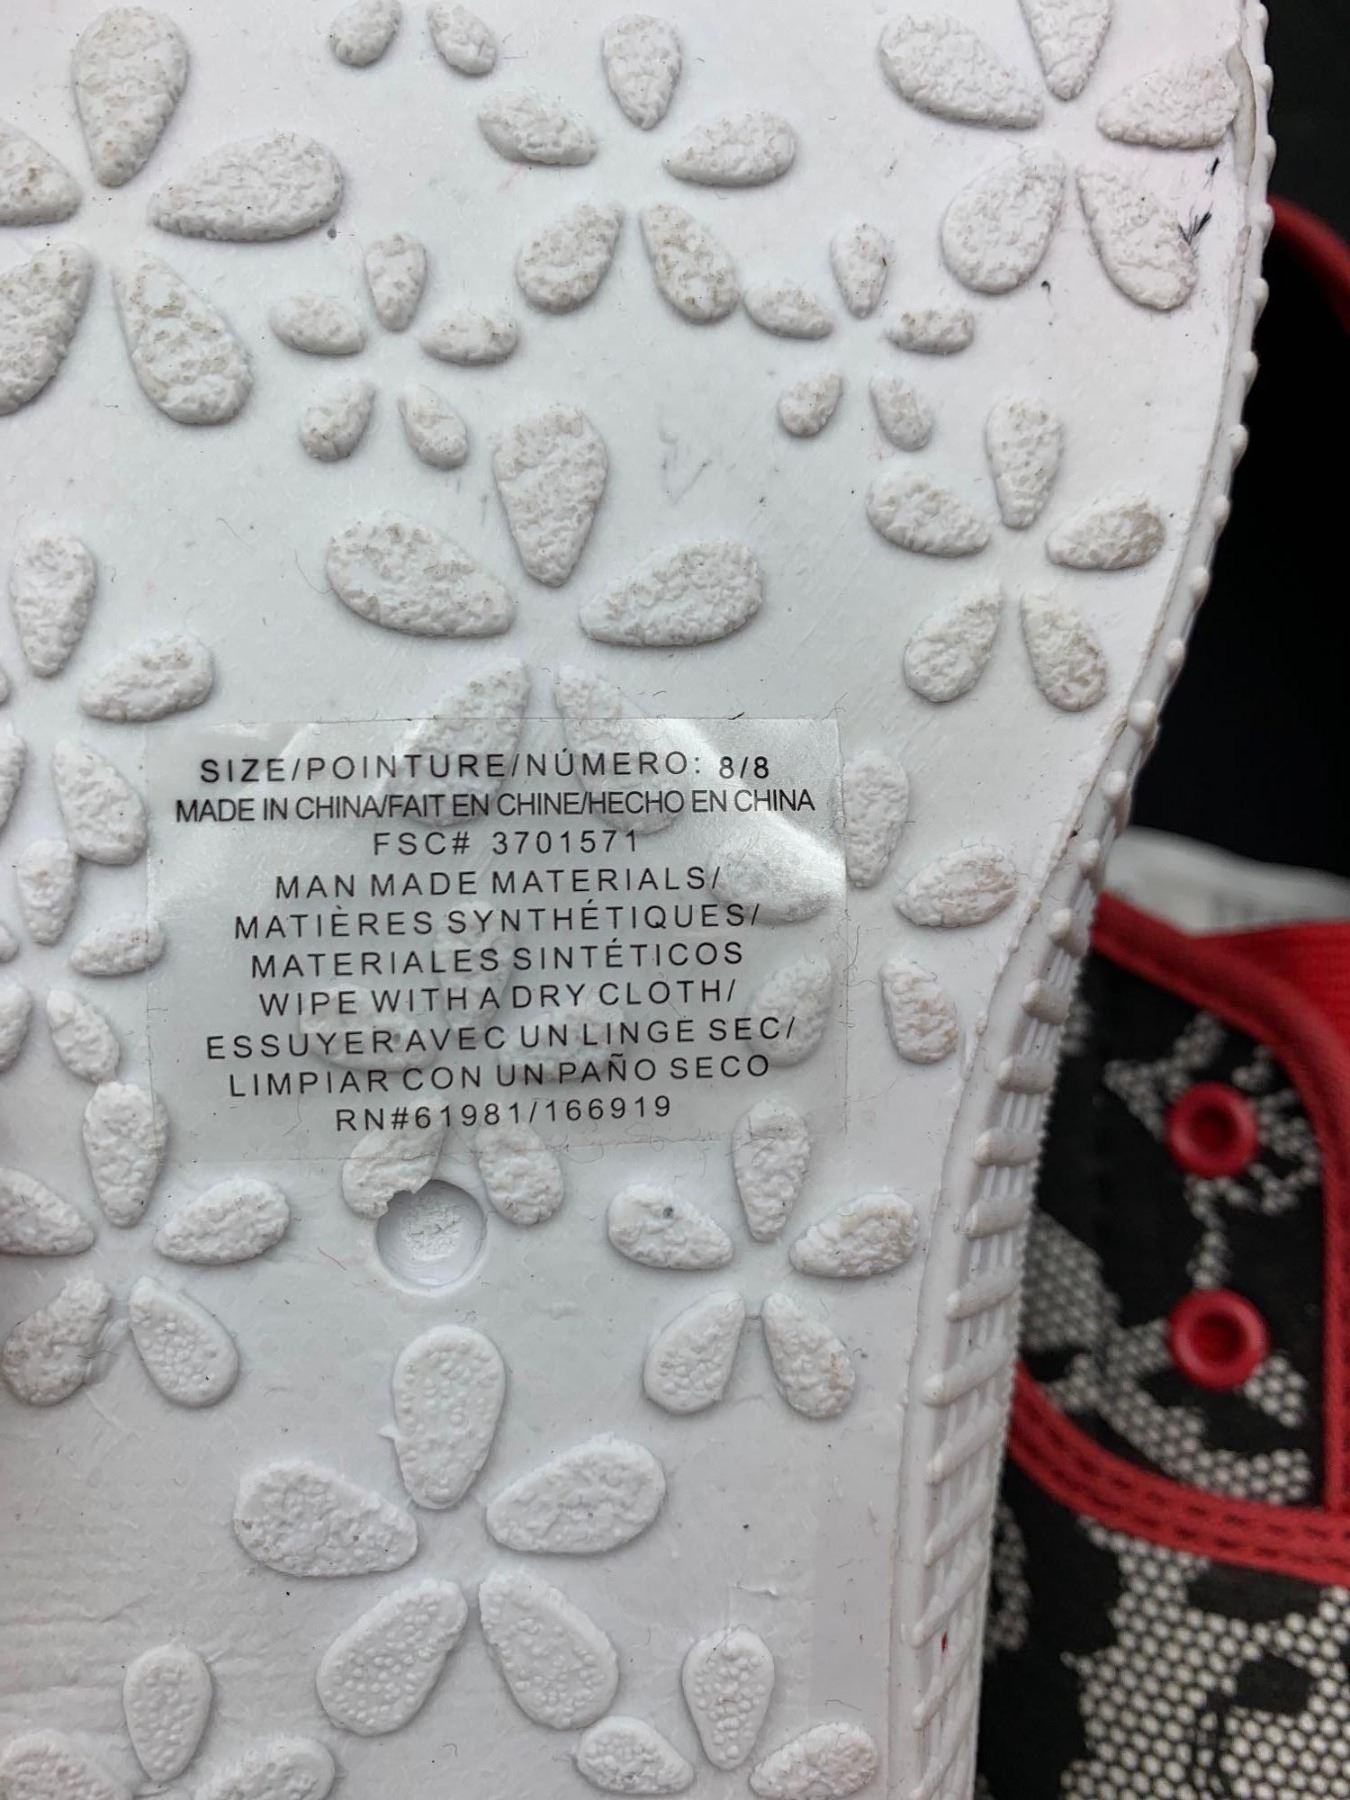 SIZE/POINTURE/NÚMERO: 8/8
MADE IN CHINA/FAIT EN CHINE/HECHO EN CHINA
FSC# 3701571
MAN MADE MATERIALS/
MATIÈRES SYNTHÉTIQUES/
MATERIALES SINTÉTICOS
WIPE WITH A DRY CLOTH/
ESSUYER AVEC UN LINGE SEC/
LIMPIAR CON UN PAÑO SECO
RN#61981/166919